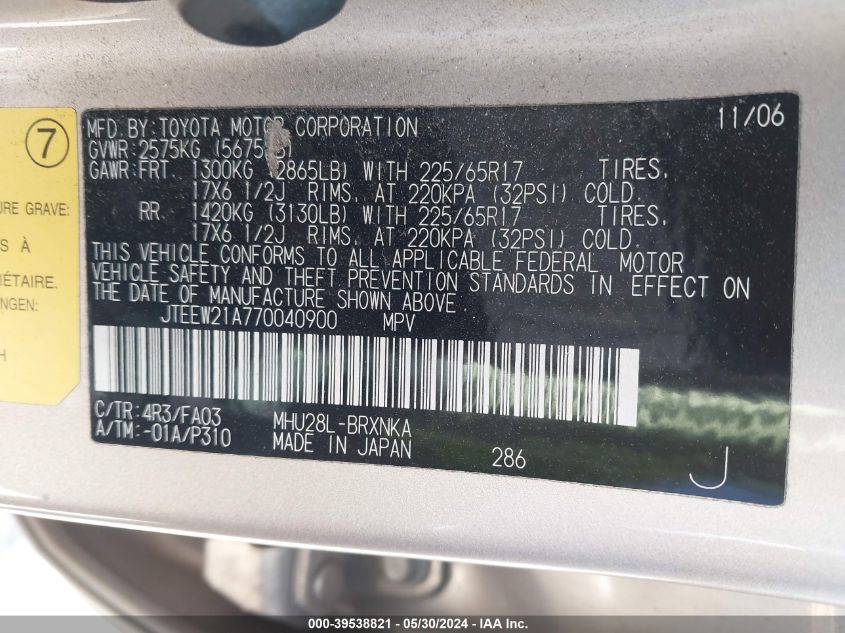 11/06
MFD. BY: TOYOTA MOTOR CORPORATION
GVWR: 2575KG (5675
GAWR: FRT. 1300KG (2865LB) WITH 225/65R17 TIRES,
17X6 1/2J RIMS, AT 220KPA (32PSI) COLD.
RR. 1420KG (3130LB) WITH 225/65R17 TIRES,
17X6 1/2J RIMS, AT 220KPA (32PSI) COLD.
THIS VEHICLE CONFORMS TO ALL APPLICABLE FEDERAL MOTOR
VEHICLE SAFETY AND THEFT PREVENTION STANDARDS IN EFFECT ON
THE DATE OF MANUFACTURE SHOWN ABOVE.
JTEEW21A770040900 MPV
C/TR: 4R3/FA03 MHU28L-BRXNKA
A/TM: -01A/P310 MADE IN JAPAN
286 J
7
URE GRAVE:
S À
IÉTAIRE.
NGEN:
H
000-39538821 / 05/30/2024 - IAA Inc.